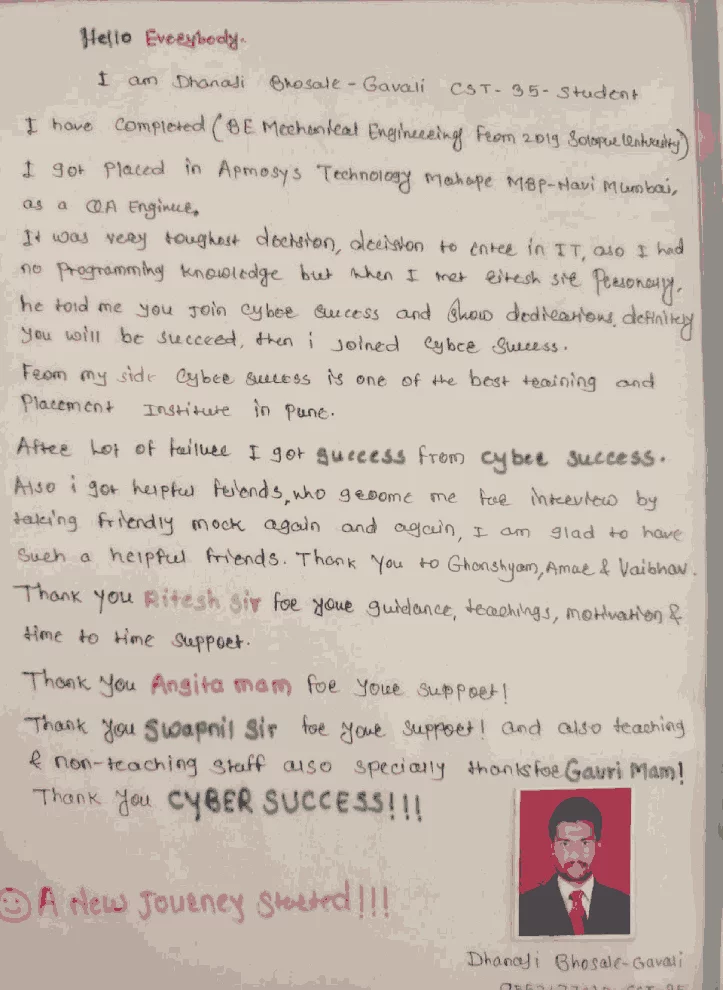 Hello Everybody.
I am Dhanaji Bhosale-Gavali CST-35-Student
I have Completed (BE Mechanical Engineering From 2019 Solapur University)
I got Placed in Apmosys Technology Mahape MBP-Navi Mumbai,
as a QA Engineer.
It was very toughest decision, decision to enter in IT, also I had
no Programming Knowledge but when I met Ritesh sir Personally,
he told me you Join Cyber success and show dedications, definitely
you will be succeed, then i joined Cyber Success.
From my side Cyber success is one of the best training and
Placement Institute in Pune.
After Lot of failure I got success from cyber success.
Also i got helpful friends, who groome me for interview by
taking friendly mock again and again, I am glad to have
such a helpful friends. Thank You to Ghanshyam, Amar & Vaibhav.
Thank you Ritesh Sir for your guidance, teachings, motivation &
time to time support.
Thank You Angita mam for your support!
Thank You Swapnil Sir for your support! and also teaching
& non-teaching staff also specially thanks for Gauri Mam!
Thank You CYBER SUCCESS!!!
A New Journey Started!!!
Dhanaji Bhosale-Gavali